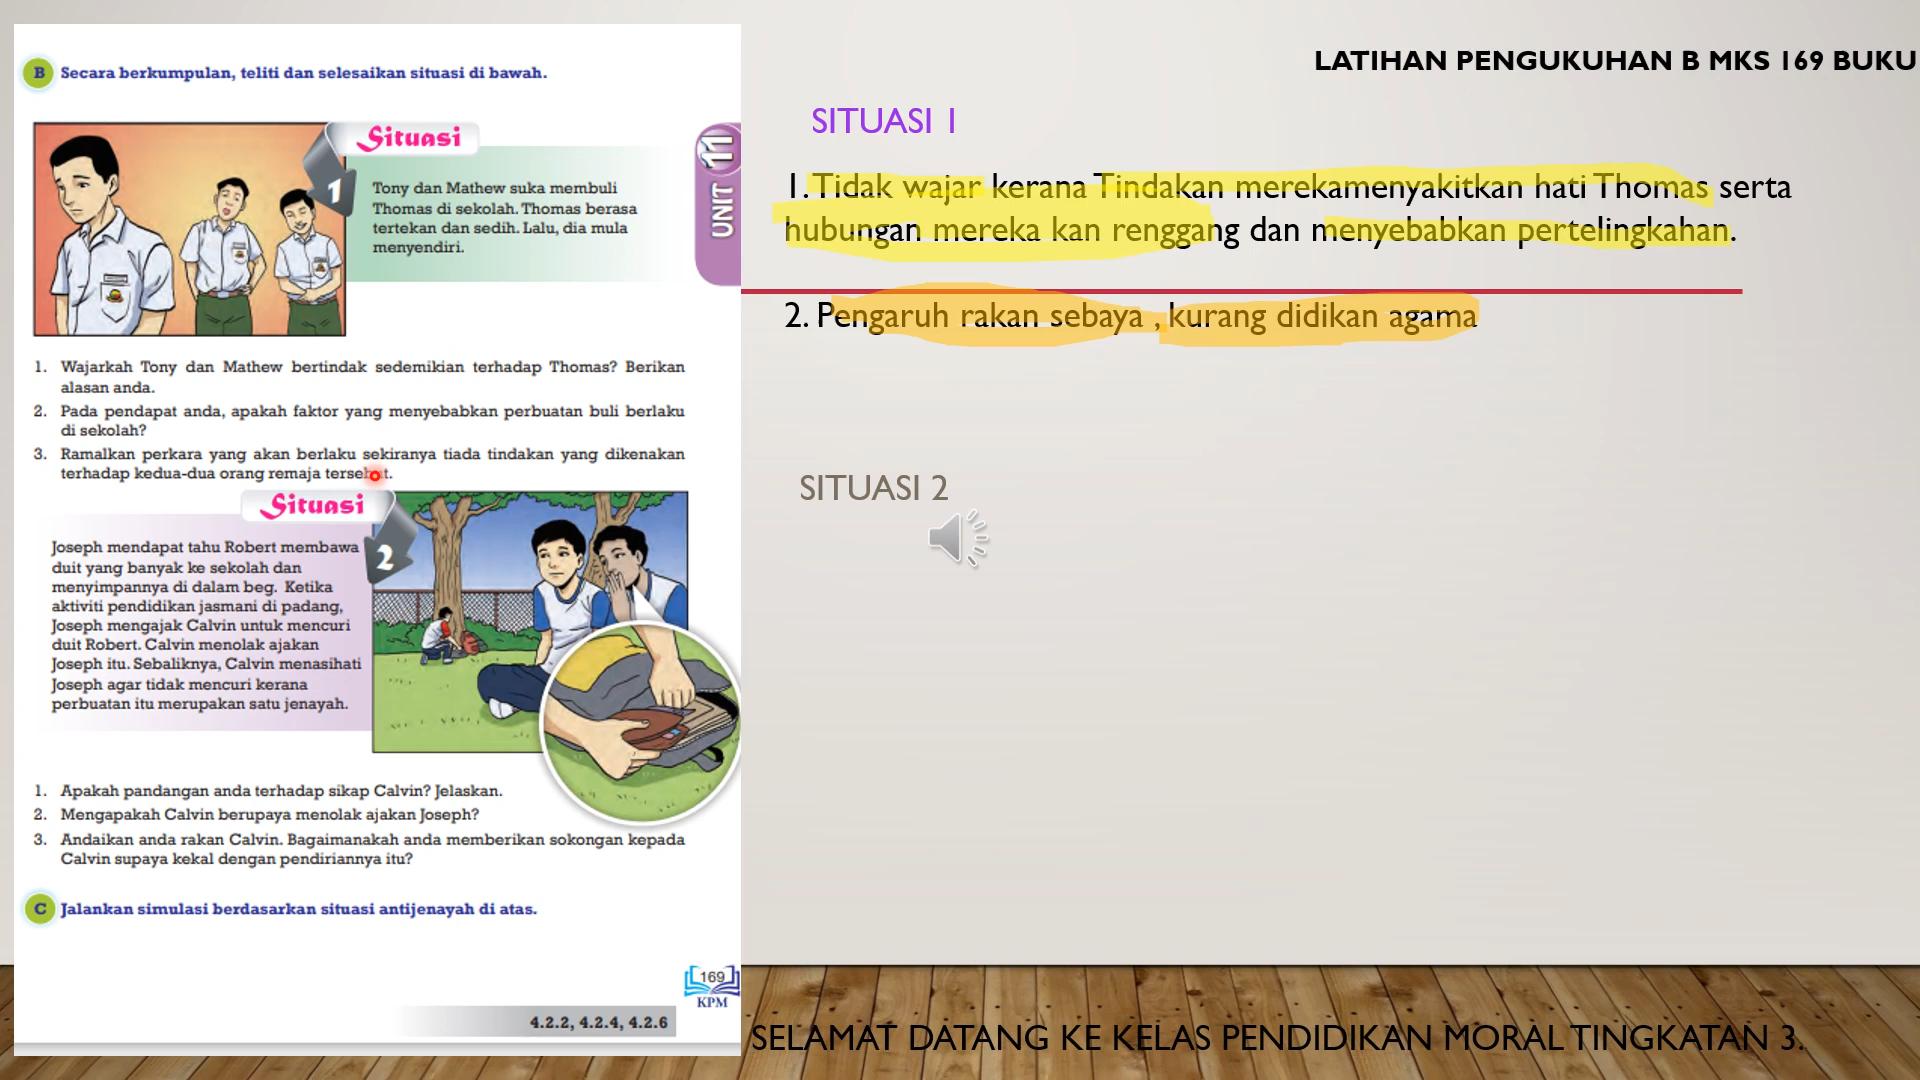 B Secara berkumpulan, teliti dan selesaikan situasi di bawah.
Situasi
1
Tony dan Mathew suka membuli
Thomas di sekolah. Thomas berasa
tertekan dan sedih. Lalu, dia mula
menyendiri.
UNIT 11
1. Wajarkah Tony dan Mathew bertindak sedemikian terhadap Thomas? Berikan
alasan anda.
2. Pada pendapat anda, apakah faktor yang menyebabkan perbuatan buli berlaku
di sekolah?
3. Ramalkan perkara yang akan berlaku sekiranya tiada tindakan yang dikenakan
terhadap kedua-dua orang remaja tersebut.
Situasi
2
Joseph mendapat tahu Robert membawa
duit yang banyak ke sekolah dan
menyimpannya di dalam beg. Ketika
aktiviti pendidikan jasmani di padang,
Joseph mengajak Calvin untuk mencuri
duit Robert. Calvin menolak ajakan
Joseph itu. Sebaliknya, Calvin menasihati
Joseph agar tidak mencuri kerana
perbuatan itu merupakan satu jenayah.
1. Apakah pandangan anda terhadap sikap Calvin? Jelaskan.
2. Mengapakah Calvin berupaya menolak ajakan Joseph?
3. Andaikan anda rakan Calvin. Bagaimanakah anda memberikan sokongan kepada
Calvin supaya kekal dengan pendiriannya itu?
C Jalankan simulasi berdasarkan situasi antijenayah di atas.
169
KPM
4.2.2, 4.2.4, 4.2.6
LATIHAN PENGUKUHAN B MKS 169 BUKU
SITUASI 1
1. Tidak wajar kerana Tindakan merekamenyakitkan hati Thomas serta
hubungan mereka kan renggang dan menyebabkan pertelingkahan.
2. Pengaruh rakan sebaya , kurang didikan agama
SITUASI 2
SELAMAT DATANG KE KELAS PENDIDIKAN MORAL TINGKATAN 3.